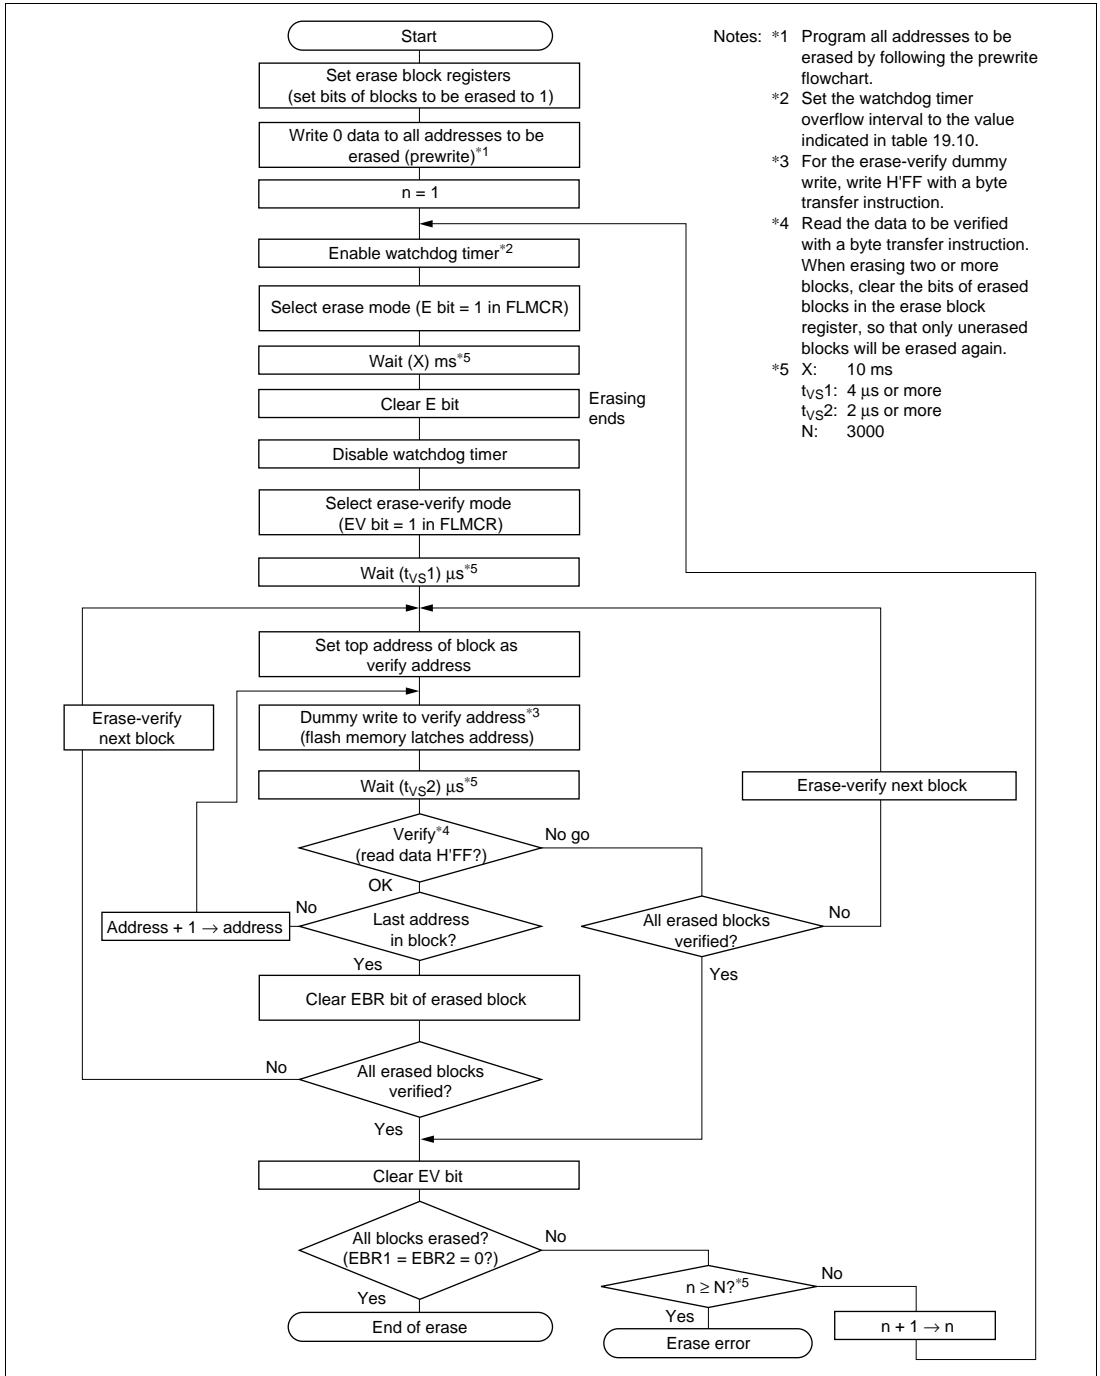 Start
Set erase block registers
(set bits of blocks to be erased to 1)
Write 0 data to all addresses to be
erased (prewrite)*1
n = 1
Enable watchdog timer*2
Select erase mode (E bit = 1 in FLMCR)
Wait (X) ms*5
Clear E bit
Erasing
ends
Disable watchdog timer
Select erase-verify mode
(EV bit = 1 in FLMCR)
Wait (tVS1) μs*5
Set top address of block as
verify address
Erase-verify
next block
Dummy write to verify address*3
(flash memory latches address)
Wait (tVS2) μs*5
Erase-verify next block
Verify*4
(read data H'FF?)
No go
OK
Address + 1 → address
No
Last address
in block?
All erased blocks
verified?
No
Yes
Yes
Clear EBR bit of erased block
No
All erased blocks
verified?
Yes
Clear EV bit
All blocks erased?
(EBR1 = EBR2 = 0?)
No
Yes
n ≥ N?*5
No
Yes
End of erase
Erase error
n + 1 → n
Notes: *1 Program all addresses to be
erased by following the prewrite
flowchart.
*2 Set the watchdog timer
overflow interval to the value
indicated in table 19.10.
*3 For the erase-verify dummy
write, write H'FF with a byte
transfer instruction.
*4 Read the data to be verified
with a byte transfer instruction.
When erasing two or more
blocks, clear the bits of erased
blocks in the erase block
register, so that only unerased
blocks will be erased again.
*5 X: 10 ms
tVS1: 4 μs or more
tVS2: 2 μs or more
N: 3000